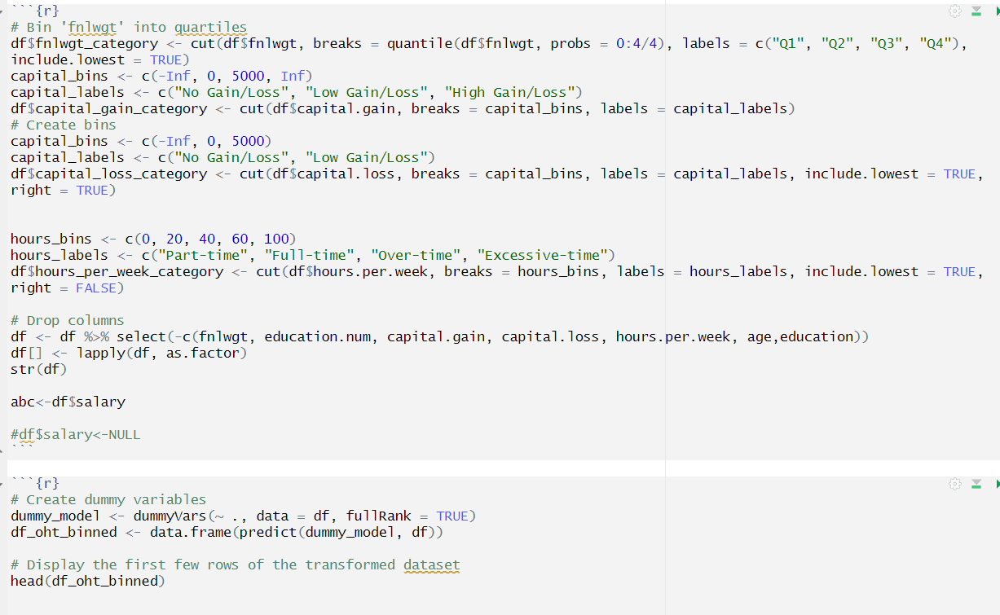 ```{r}
# Bin 'fnlwgt' into quartiles
df$fnlwgt_category <- cut(df$fnlwgt, breaks = quantile(df$fnlwgt, probs = 0:4/4), labels = c("Q1", "Q2", "Q3", "Q4"),
include.lowest = TRUE)
capital_bins <- c(-Inf, 0, 5000, Inf)
capital_labels <- c("No Gain/Loss", "Low Gain/Loss", "High Gain/Loss")
df$capital_gain_category <- cut(df$capital.gain, breaks = capital_bins, labels = capital_labels)
# Create bins
capital_bins <- c(-Inf, 0, 5000)
capital_labels <- c("No Gain/Loss", "Low Gain/Loss")
df$capital_loss_category <- cut(df$capital.loss, breaks = capital_bins, labels = capital_labels, include.lowest = TRUE,
right = TRUE)
hours_bins <- c(0, 20, 40, 60, 100)
hours_labels <- c("Part-time", "Full-time", "Over-time", "Excessive-time")
df$hours_per_week_category <- cut(df$hours.per.week, breaks = hours_bins, labels = hours_labels, include.lowest = TRUE,
right = FALSE)
# Drop columns
df <- df %>% select(-c(fnlwgt, education.num, capital.gain, capital.loss, hours.per.week, age,education))
df[] <- lapply(df, as.factor)
str(df)
abc<-df$salary
#df$salary<-NULL
```
```{r}
# Create dummy variables
dummy_model <- dummyVars(~ ., data = df, fullRank = TRUE)
df_oht_binned <- data.frame(predict(dummy_model, df))
# Display the first few rows of the transformed dataset
head(df_oht_binned)